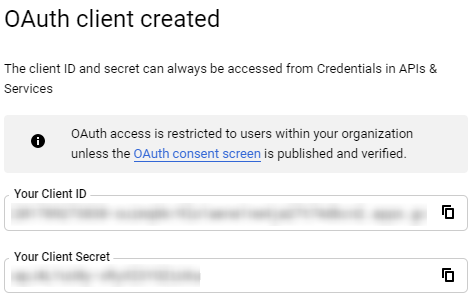 OAuth client created
The client ID and secret can always be accessed from Credentials in APIs &
Services
OAuth access is restricted to users within your organization
unless the OAuth consent screen is published and verified.
Your Client ID
Your Client Secret